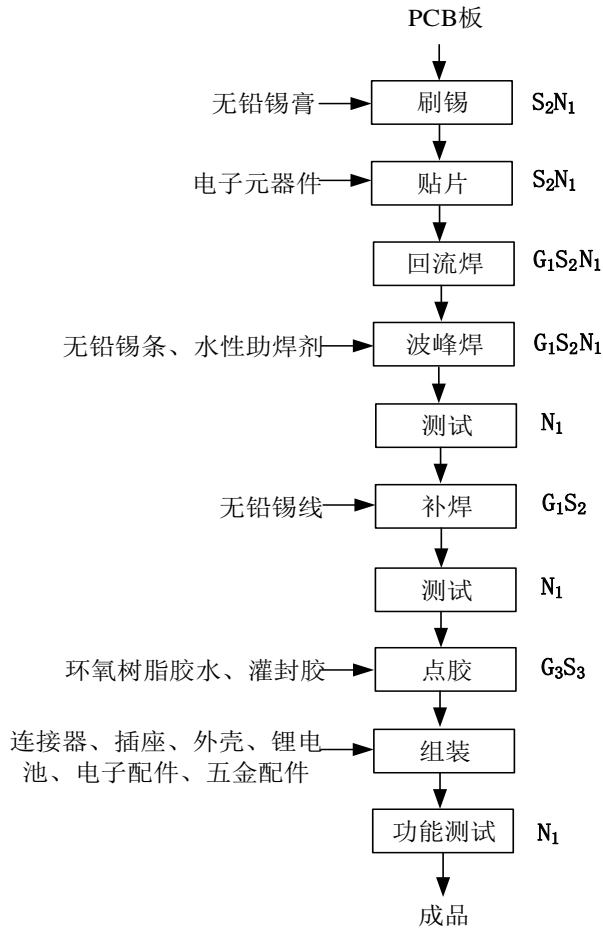 PCB板
无铅锡膏
刷锡
S₂N₁
电子元器件
贴片
S₂N₁
回流焊
G₁S₂N₁
无铅锡条、水性助焊剂
波峰焊
G₁S₂N₁
测试
N₁
无铅锡线
补焊
G₁S₂
测试
N₁
环氧树脂胶水、灌封胶
点胶
G₃S₃
连接器、插座、外壳、锂电
池、电子配件、五金配件
组装
功能测试
N₁
成品